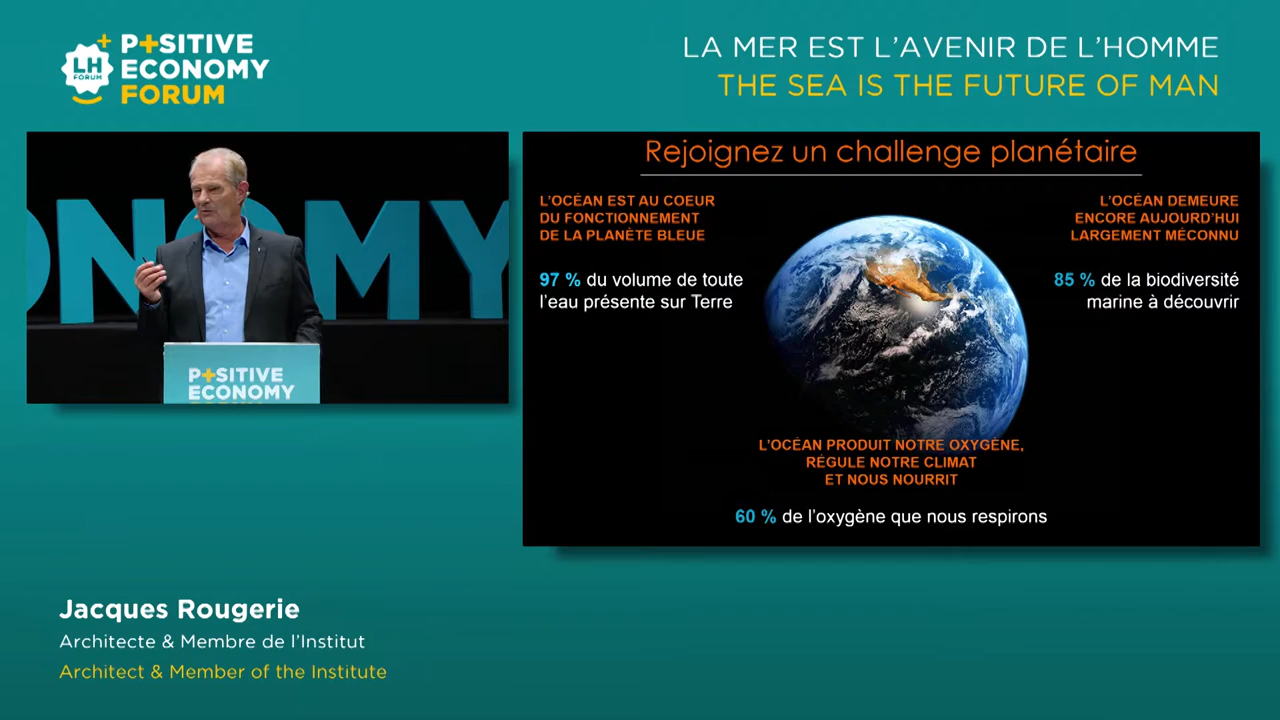 LH
FORUM
P+SITIVE
ECONOMY
FORUM
LA MER EST L'AVENIR DE L'HOMME
THE SEA IS THE FUTURE OF MAN
ONOMY
P+SITIVE
ECONOMY
Rejoignez un challenge planétaire
L'OCÉAN EST AU COEUR
DU FONCTIONNEMENT
DE LA PLANÈTE BLEUE
97 % du volume de toute
l'eau présente sur Terre
L'OCÉAN DEMEURE
ENCORE AUJOURD'HUI
LARGEMENT MÉCONNU
85 % de la biodiversité
marine à découvrir
L'OCÉAN PRODUIT NOTRE OXYGÈNE,
RÉGULE NOTRE CLIMAT
ET NOUS NOURRIT
60 % de l'oxygène que nous respirons
Jacques Rougerie
Architecte & Membre de l'Institut
Architect & Member of the Institute